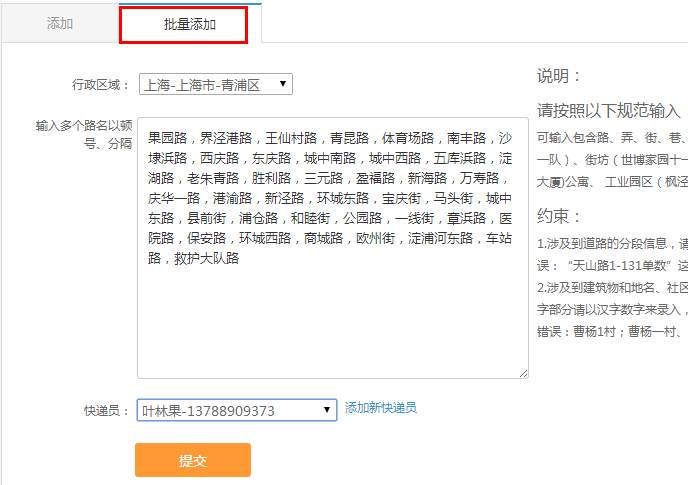 添加
批量添加
行政区域：
上海-上海市-青浦区
输入多个路名以顿
号、分隔
果园路，界泾港路，王仙村路，青昆路，体育场路，南丰路，沙
埭浜路，西庆路，东庆路，城中南路，城中西路，五库浜路，淀
湖路，老朱青路，胜利路，三元路，盈福路，新海路，万寿路，
庆华一路，港渝路，新泾路，环城东路，宝庆街，马头街，城中
东路，县前街，浦仓路，和睦街，公园路，一线街，章浜路，医
院路，保安路，环城西路，商城路，欧州街，淀浦河东路，车站
路，救护大队路
快递员：
叶林果-13788909373
添加新快递员
提交
说明：
请按照以下规范输入
可输入包含路、弄、街、巷、
一队）、街坊（世博家园十一
大厦)公寓、 工业园区（枫泾
约束：
1.涉及到道路的分段信息，请
误：“天山路1-131单数”这
2.涉及到建筑物和地名、社区
字部分请以汉字数字来录入，
错误：曹杨1村；曹杨一村、